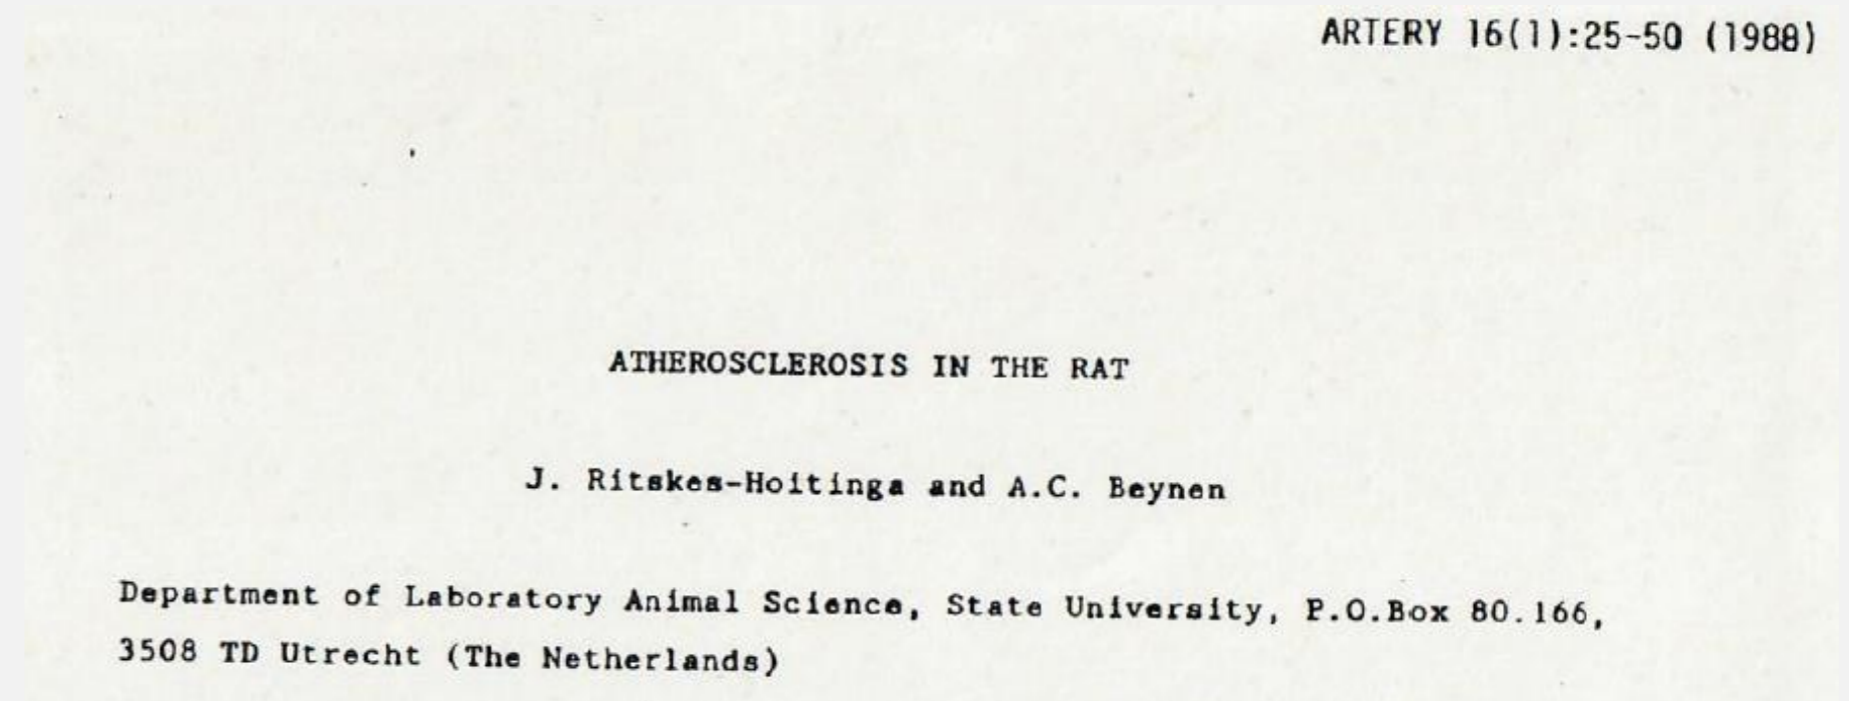 ARTERY 16(1):25-50 (1988)
ATHEROSCLEROSIS IN THE RAT
J. Ritskes-Hoitinga and A.C. Beynen
Department of Laboratory Animal Science, State University, P.O.Box 80.166,
3508 TD Utrecht (The Netherlands)